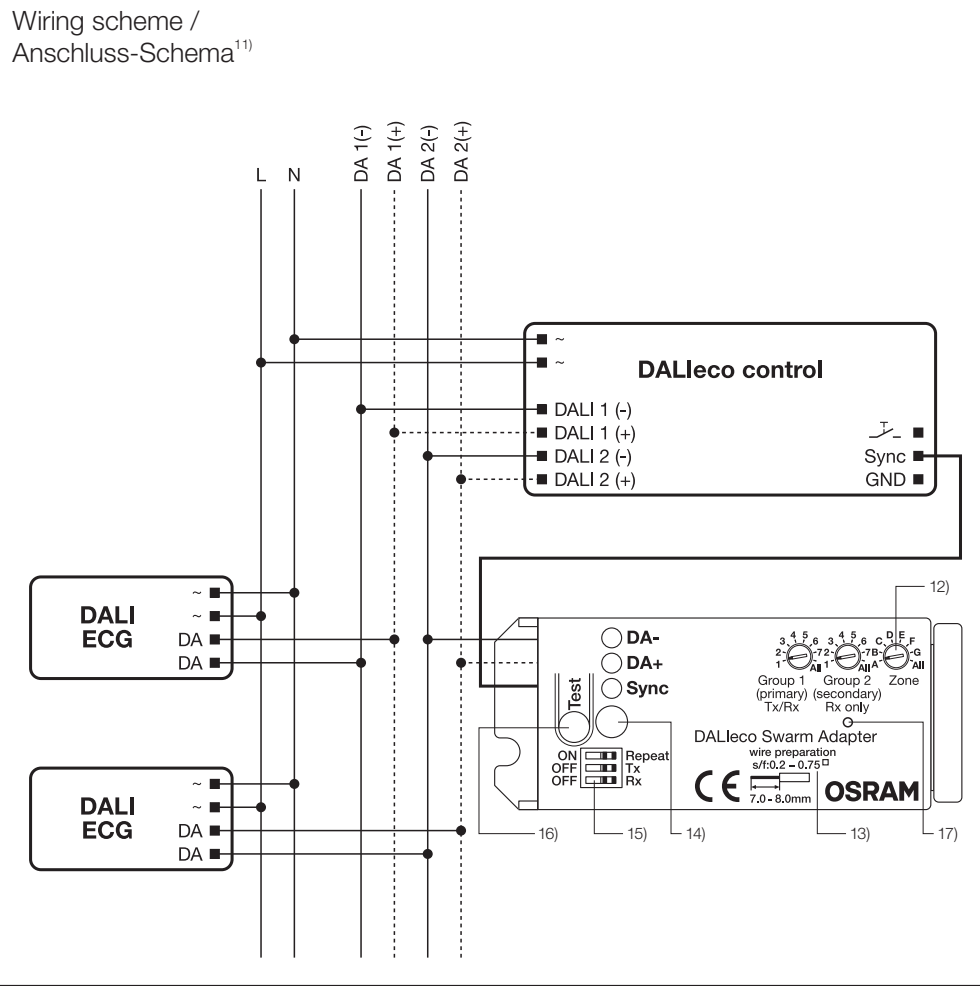 Wiring scheme /
Anschluss-Schema11)
L N DA 1(-) DA 1(+) DA 2(-) DA 2(+)
~
~
DALIeco control
DALI 1 (-)
DALI 1 (+)
DALI 2 (-)
DALI 2 (+)
T
Sync
GND
DALI
ECG
~
~
DA
DA
12)
DA-
DA+
Sync
Test
1 2 3 4 5 6 7 All
1 2 3 4 5 6 7 All
A B C D E F G All
Group 1
(primary)
Tx/Rx
Group 2
(secondary)
Rx only
Zone
DALIeco Swarm Adapter
wire preparation
s/f:0.2 – 0.75
7.0 - 8.0mm
CE
OSRAM
ON Repeat
OFF Tx
OFF Rx
16) 15) 14) 13) 17)
DALI
ECG
~
~
DA
DA